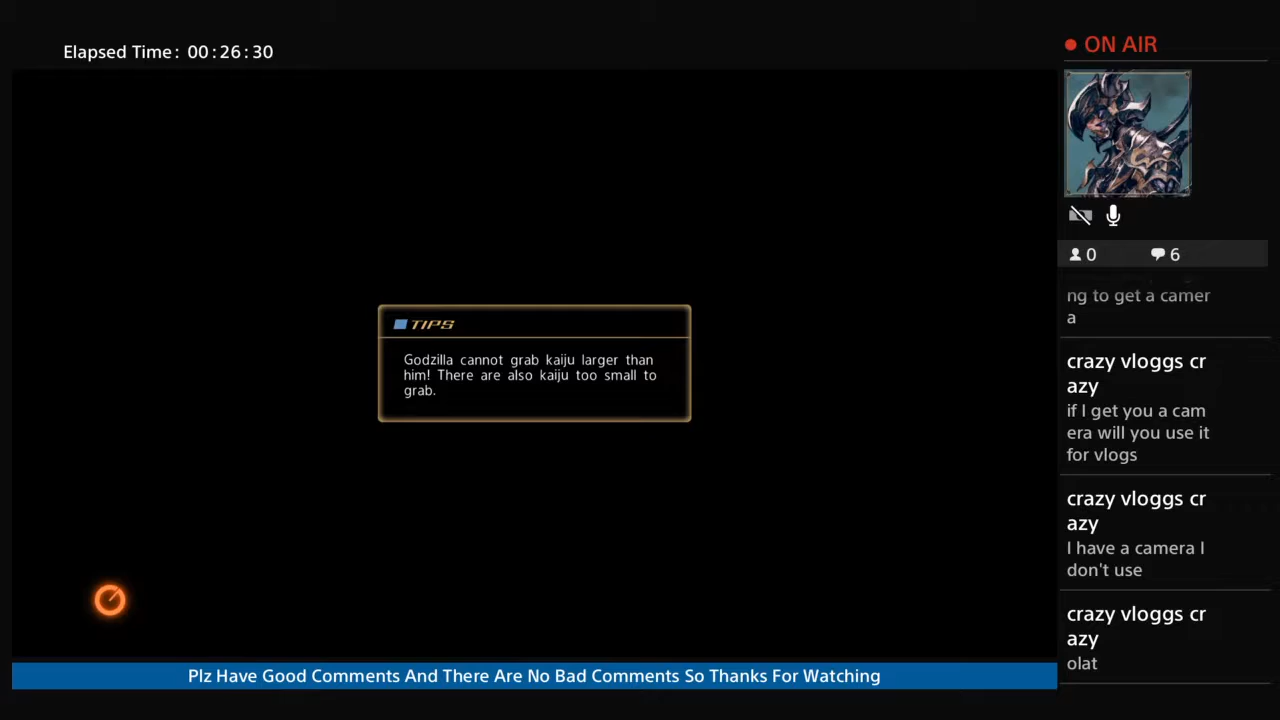 Elapsed Time: 00:26:30
ON AIR
0 6
TIPS
Godzilla cannot grab kaiju larger than
him! There are also kaiju too small to
grab.
ng to get a camer
a
crazy vloggs cr
azy
if I get you a cam
era will you use it
for vlogs
crazy vloggs cr
azy
I have a camera I
don't use
crazy vloggs cr
azy
olat
Plz Have Good Comments And There Are No Bad Comments So Thanks For Watching